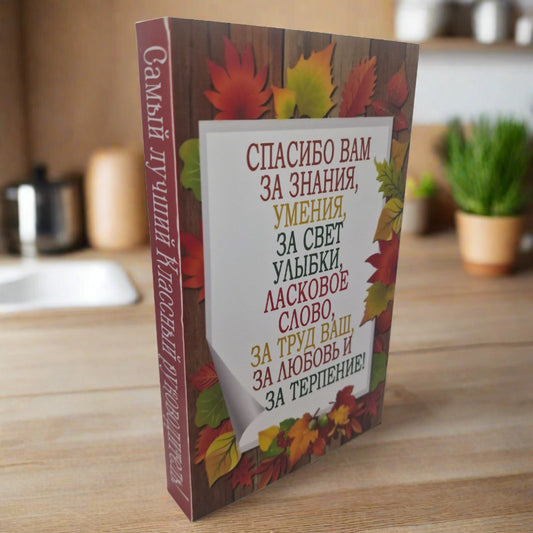 Самый лучший Классный руководитель!
СПАСИБО ВАМ
ЗА ЗНАНИЯ,
УМЕНИЯ,
ЗА СВЕТ
УЛЫБКИ,
ЛАСКОВОЕ
СЛОВО,
ЗА ТРУД ВАШ,
ЗА ЛЮБОВЬ И
ЗА ТЕРПЕНИЕ!